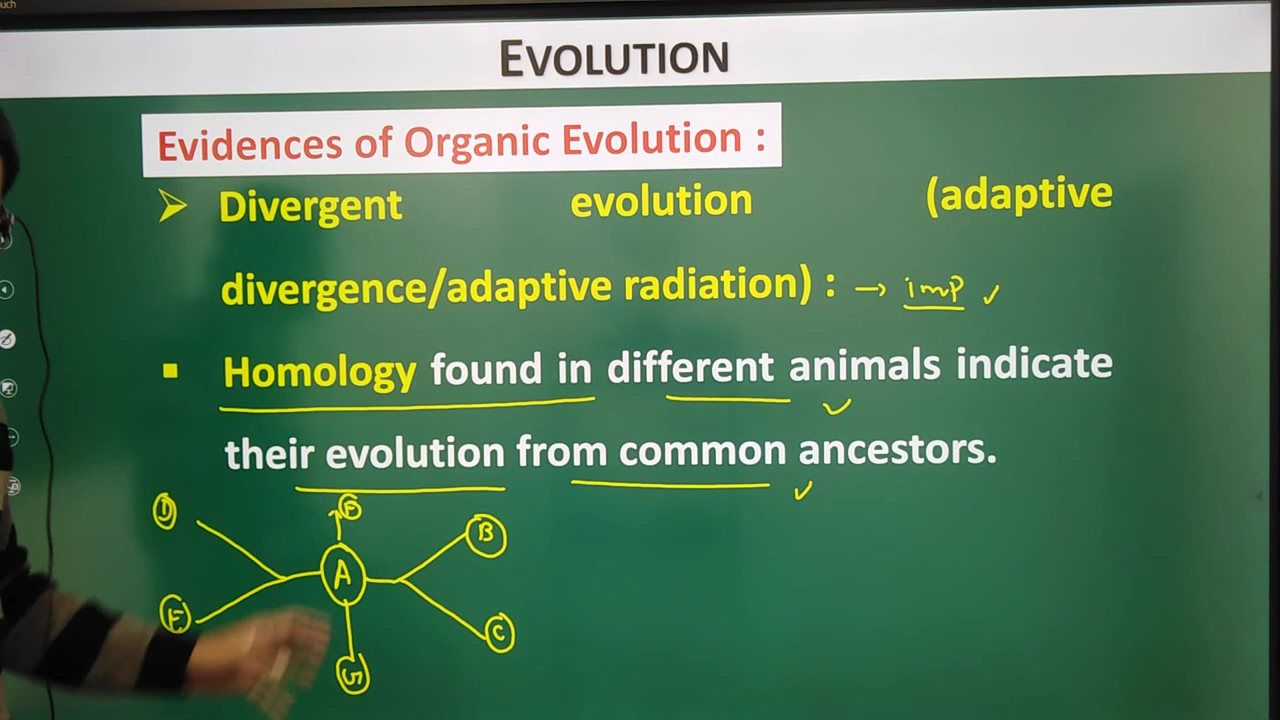 uch
EVOLUTION
Evidences of Organic Evolution :
➢ Divergent evolution (adaptive
divergence/adaptive radiation) : → imp ✓
▪ Homology found in different animals indicate
their evolution from common ancestors.
D
B
A
E
C
G